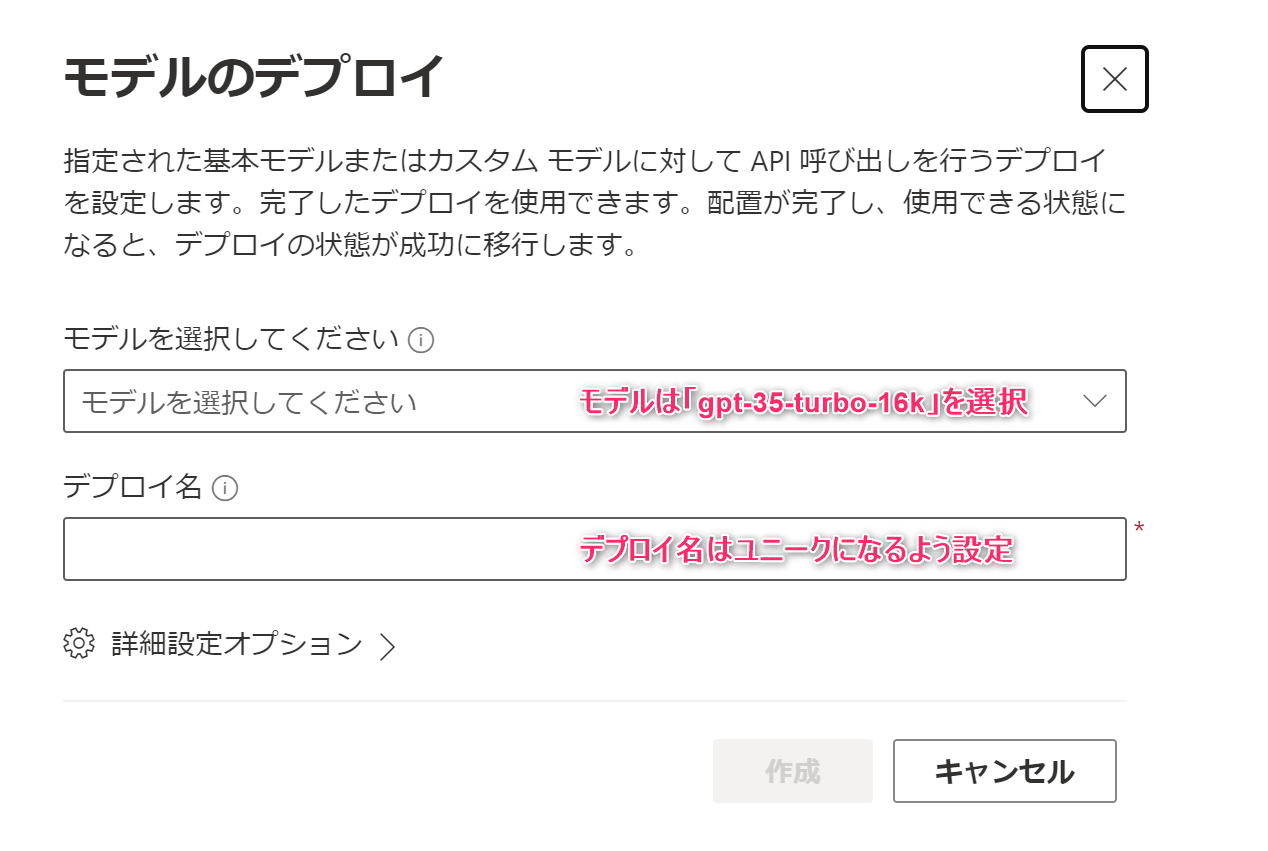 モデルのデプロイ
指定された基本モデルまたはカスタム モデルに対して API 呼び出しを行うデプロイ
を設定します。完了したデプロイを使用できます。配置が完了し、使用できる状態に
なると、デプロイの状態が成功に移行します。
モデルを選択してください
モデルを選択してください モデルは「gpt-35-turbo-16k」を選択
デプロイ名
デプロイ名はユニークになるよう設定 *
詳細設定オプション
作成 キャンセル